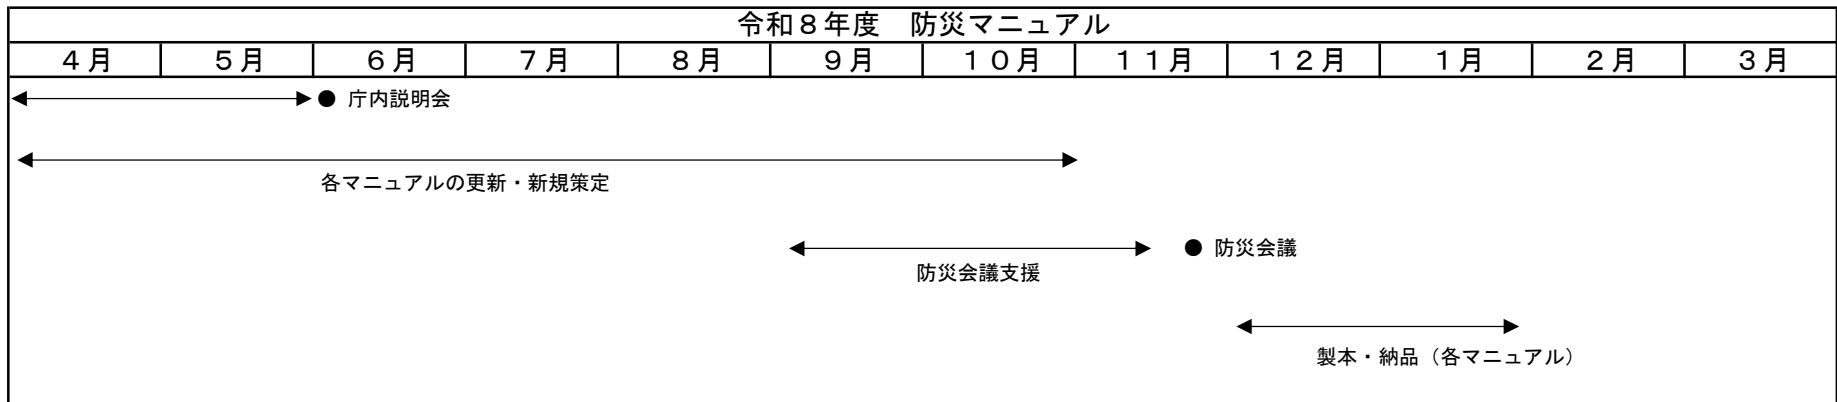 令和８年度　防災マニュアル
４月 ５月 ６月 ７月 ８月 ９月 １０月 １１月 １２月 １月 ２月 ３月
● 庁内説明会
各マニュアルの更新・新規策定
● 防災会議
防災会議支援
製本・納品（各マニュアル）